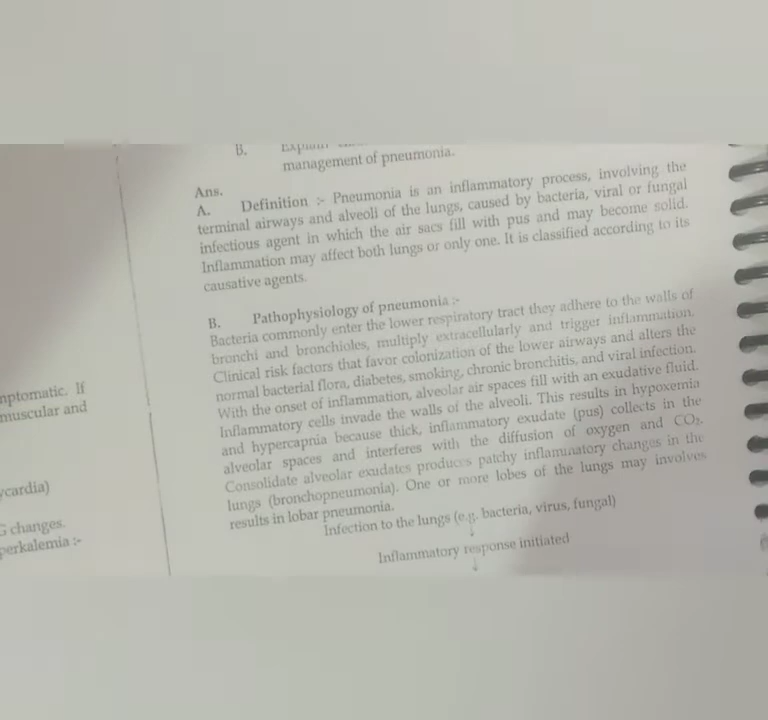 B.
management of pneumonia.
Ans.
A. Definition :- Pneumonia is an inflammatory process, involving the
terminal airways and alveoli of the lungs, caused by bacteria, viral or fungal
infectious agent in which the air sacs fill with pus and may become solid.
Inflammation may affect both lungs or only one. It is classified according to its
causative agents.
B. Pathophysiology of pneumonia :-
Bacteria commonly enter the lower respiratory tract they adhere to the walls of
bronchi and bronchioles, multiply extracellularly and trigger inflammation.
Clinical risk factors that favor colonization of the lower airways and alters the
normal bacterial flora, diabetes, smoking, chronic bronchitis, and viral infection.
With the onset of inflammation, alveolar air spaces fill with an exudative fluid.
Inflammatory cells invade the walls of the alveoli. This results in hypoxemia
and hypercapnia because thick, inflammatory exudate (pus) collects in the
alveolar spaces and interferes with the diffusion of oxygen and CO₂.
Consolidate alveolar exudates produces patchy inflammatory changes in the
lungs (bronchopneumonia). One or more lobes of the lungs may involves
results in lobar pneumonia.
Infection to the lungs (e.g. bacteria, virus, fungal)
↓
Inflammatory response initiated
↓
If
muscular and
G changes.